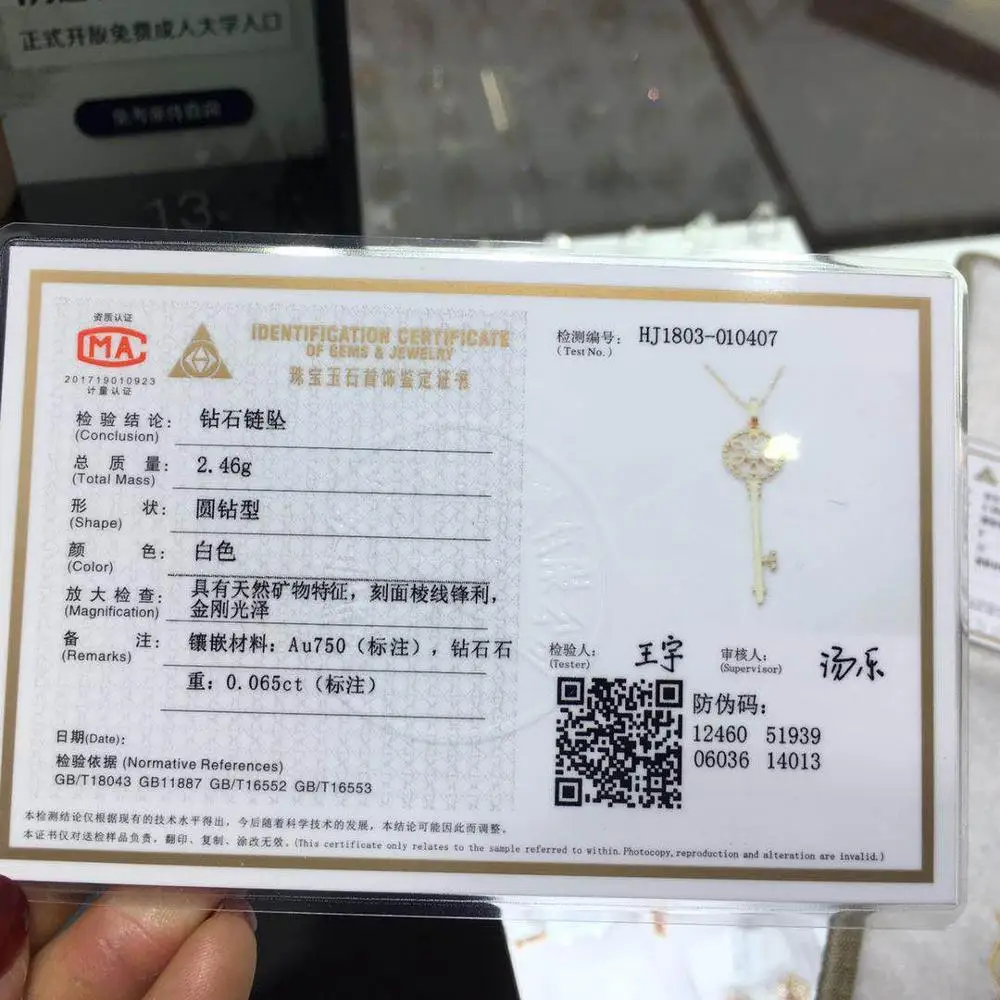 正式开放免费成人大学入口
13
资质认证
MA
201719010923
计量认证
IDENTIFICATION CERTIFICATE
OF GEMS & JEWELRY
珠宝玉石首饰鉴定证书
检测编号: HJ1803-010407
(Test No.)
检验结论: 钻石链坠
(Conclusion)
总质量: 2.46g
(Total Mass)
形状: 圆钻型
(Shape)
颜色: 白色
(Color)
放大检查: 具有天然矿物特征，刻面棱线锋利，
(Magnification) 金刚光泽
备注: 镶嵌材料：Au750（标注），钻石石
(Remarks)
重：0.065ct（标注）
检验人: 王宇 审核人: 汤乐
(Tester) (Supervisor)
防伪码:
12460 51939
06036 14013
日期(Date):
检验依据 (Normative References)
GB/T18043 GB11887 GB/T16552 GB/T16553
本检测结论仅根据现有的技术水平得出，今后随着科学技术的发展，本结论可能因此而调整。
本证书仅对送检样品负责，翻印、复制、涂改无效。(This certificate only relates to the sample referred to within. Photocopy, reproduction and alteration are invalid.)